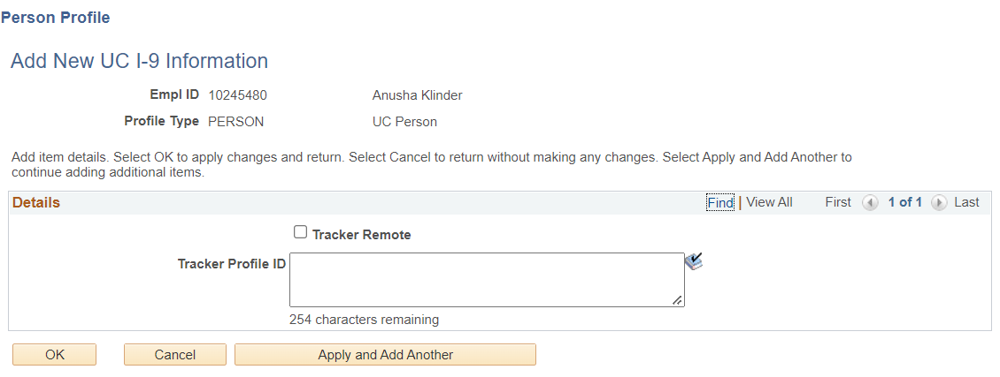 Person Profile
Add New UC I-9 Information
Empl ID 10245480 Anusha Klinder
Profile Type PERSON UC Person
Add item details. Select OK to apply changes and return. Select Cancel to return without making any changes. Select Apply and Add Another to
continue adding additional items.
Details Find | View All First 1 of 1 Last
Tracker Remote
Tracker Profile ID
254 characters remaining
OK Cancel Apply and Add Another